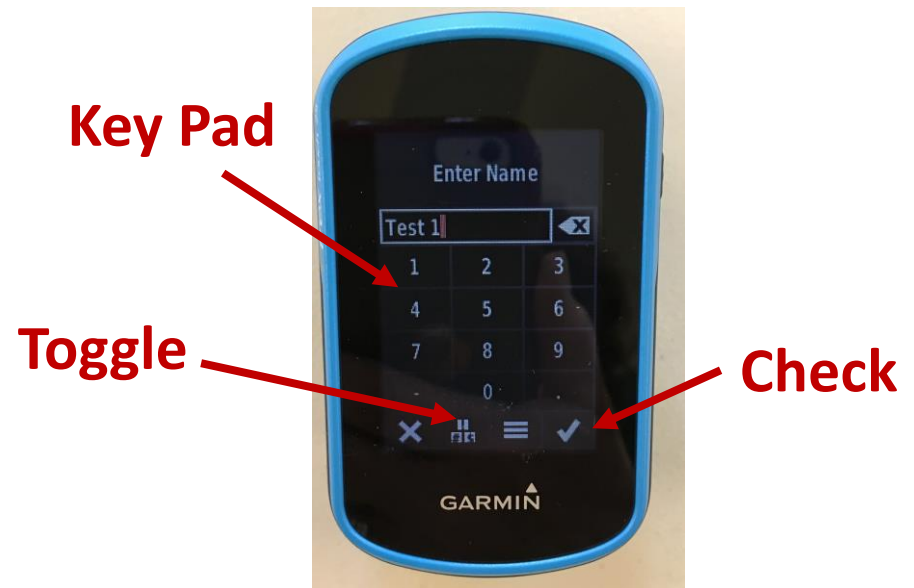 Key Pad
Enter Name
Test 1
1 2 3
4 5 6
Toggle
7 8 9
Check
- 0 .
GARMIN